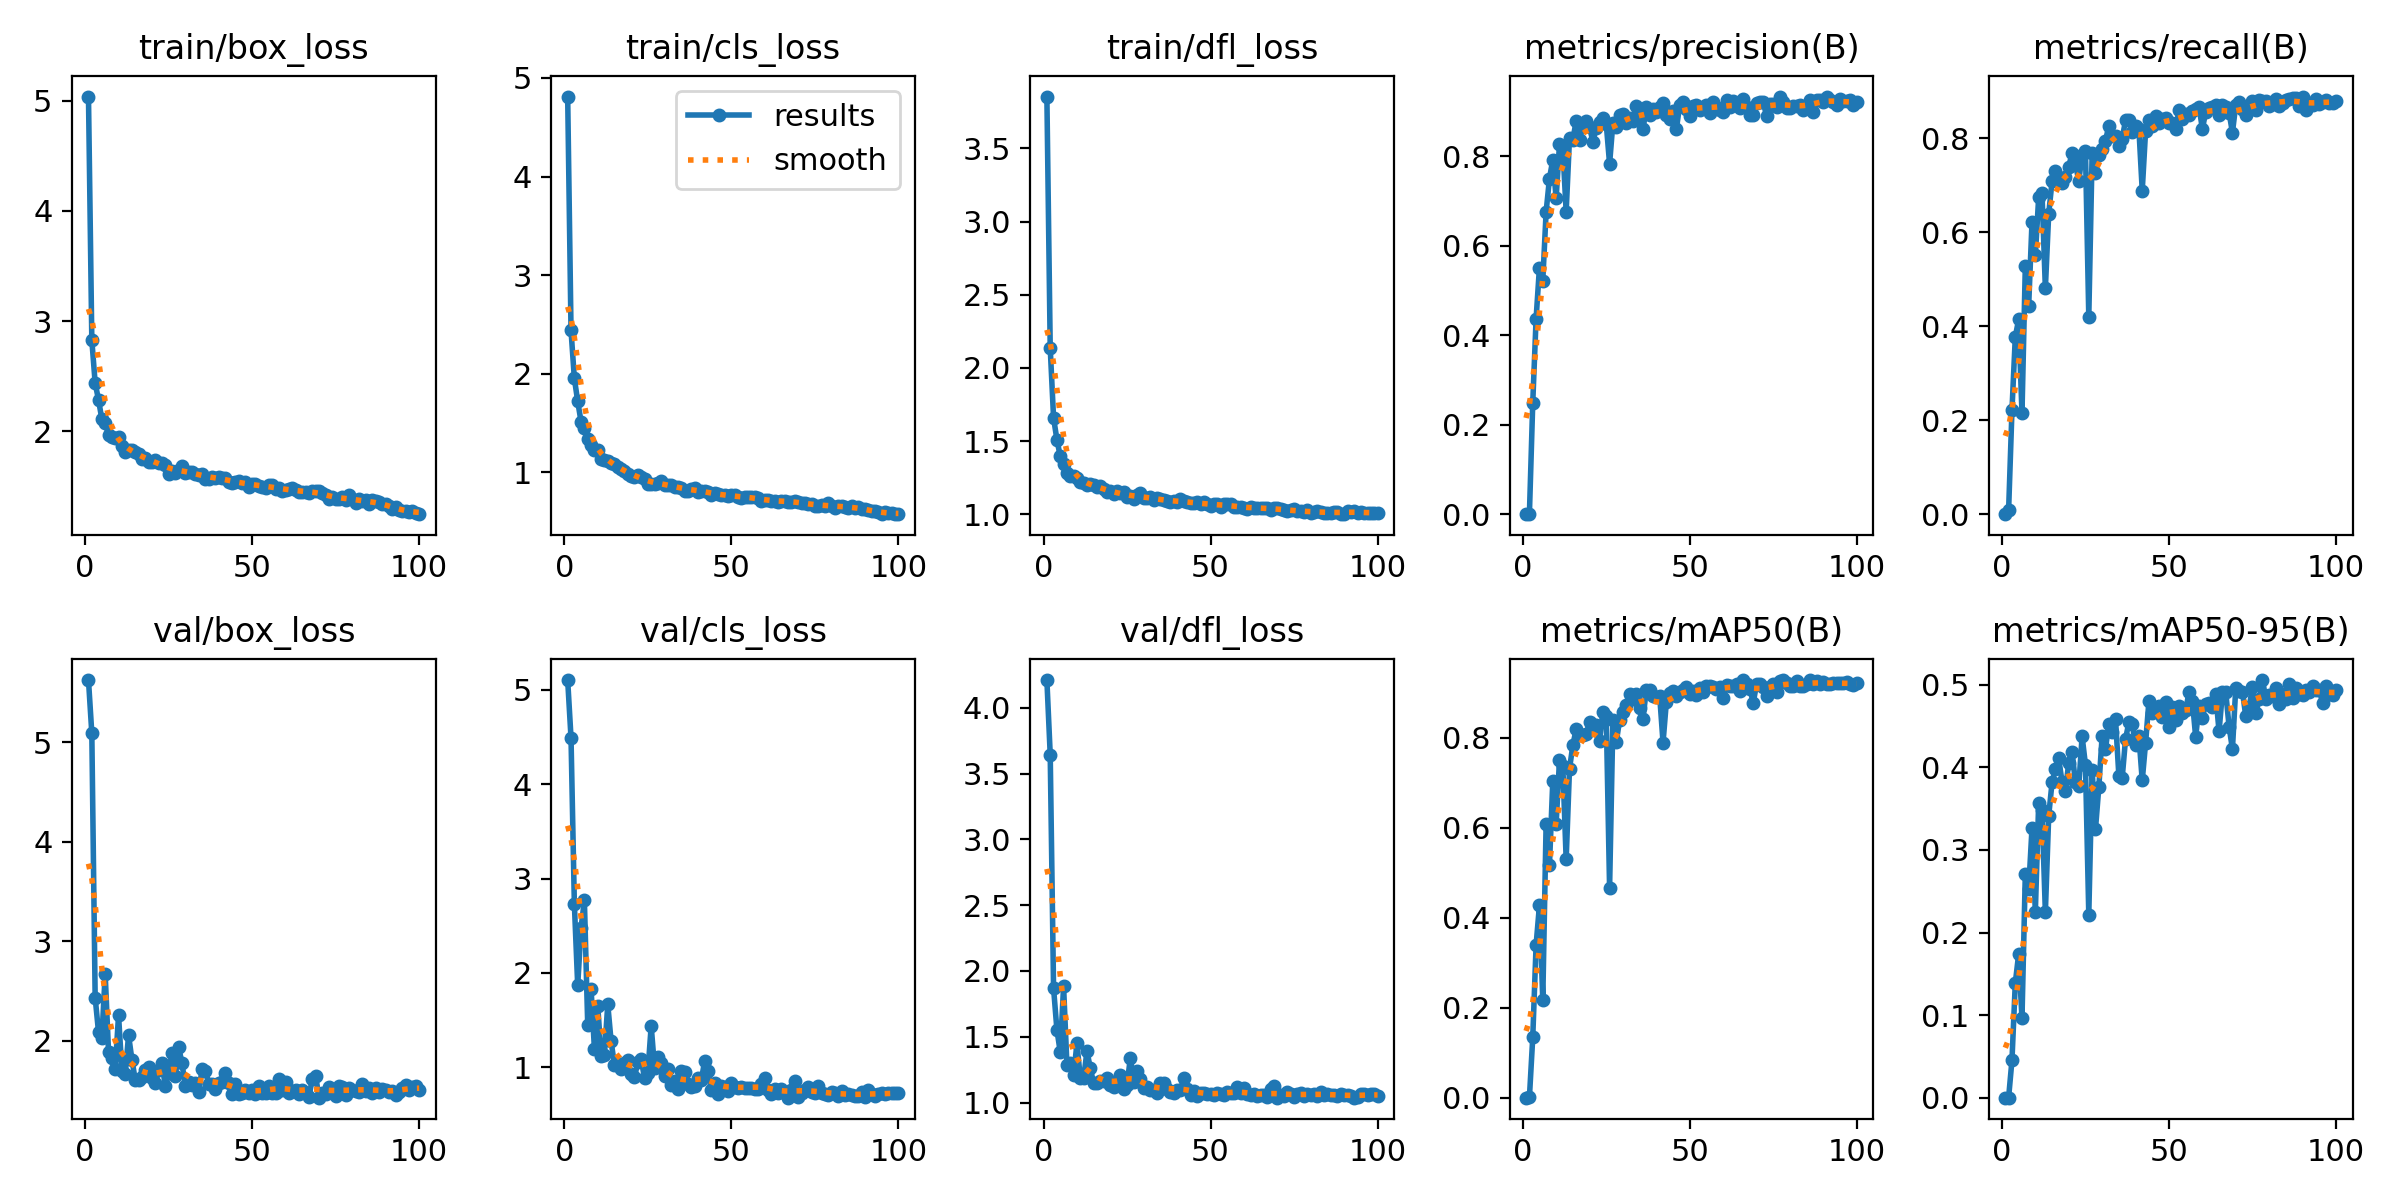 train/box_loss
5
4
3
2
0 50 100
train/cls_loss
5
4
3
2
1
0 50 100
results
smooth
train/dfl_loss
3.5
3.0
2.5
2.0
1.5
1.0
0 50 100
metrics/precision(B)
0.8
0.6
0.4
0.2
0.0
0 50 100
metrics/recall(B)
0.8
0.6
0.4
0.2
0.0
0 50 100
val/box_loss
5
4
3
2
0 50 100
val/cls_loss
5
4
3
2
1
0 50 100
val/dfl_loss
4.0
3.5
3.0
2.5
2.0
1.5
1.0
0 50 100
metrics/mAP50(B)
0.8
0.6
0.4
0.2
0.0
0 50 100
metrics/mAP50-95(B)
0.5
0.4
0.3
0.2
0.1
0.0
0 50 100